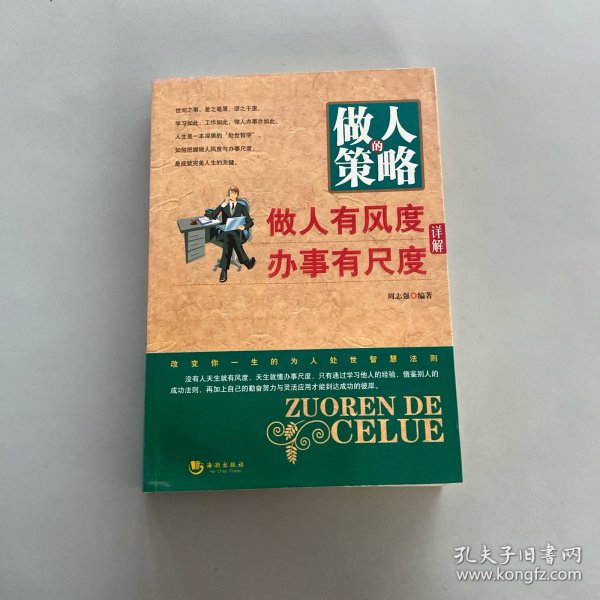 世间之事，差之毫厘，谬之千里。
学习如此，工作如此，做人办事亦如此。
人生是一本深奥的“处世哲学”
如何把握做人风度与办事尺度，
是成就完美人生的关键。
做人
的
策略
做人有风度
办事有尺度
详解
周志强 编著
改变你一生的为人处世智慧法则
没有人天生就有风度，天生就懂办事尺度，只有通过学习他人的经验、借鉴别人的
成功法则，再加上自己的勤奋努力与灵活应用才能到达成功的彼岸。
ZUOREN DE
CELUE
海潮出版社
Hai Chao Press
孔夫子旧书网
www.kongfz.com